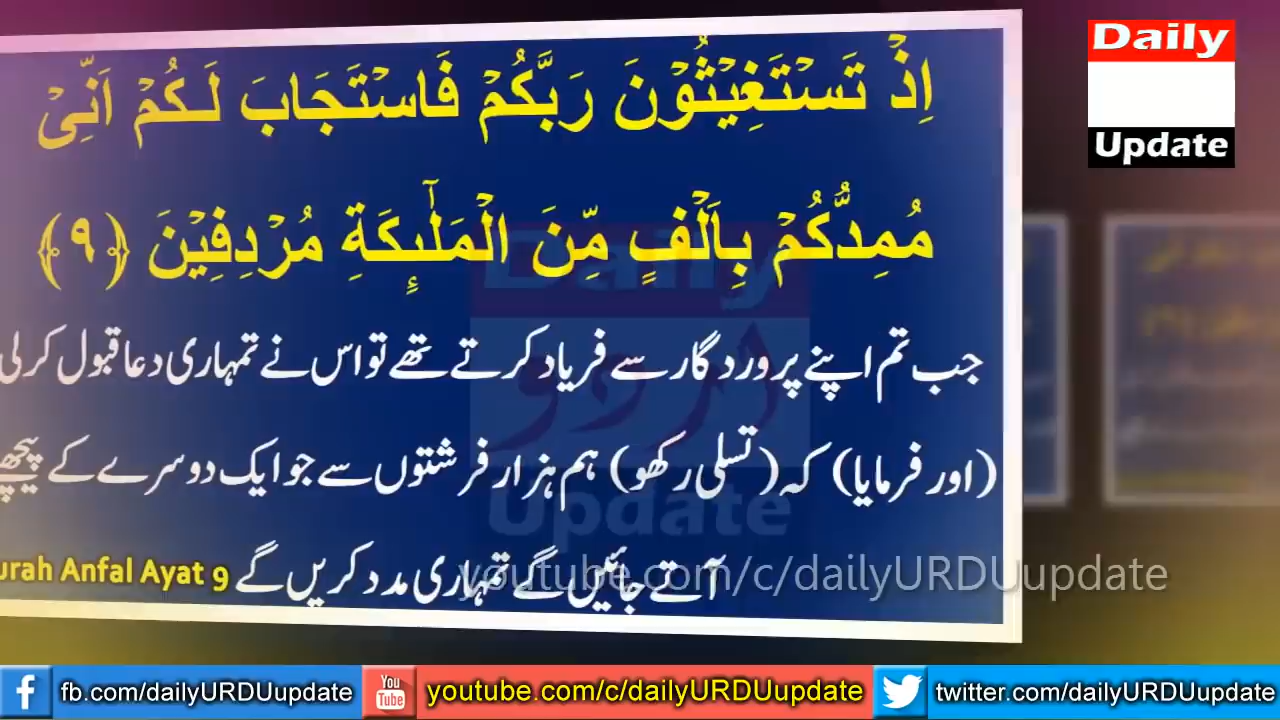 اِذۡ تَسۡتَغِيۡثُوۡنَ رَبَّكُمۡ فَاسۡتَجَابَ لَـكُمۡ اَنِّىۡ
مُمِدُّكُمۡ بِاَلۡفٍ مِّنَ الۡمَلٰۤٮِٕكَةِ مُرۡدِفِيۡنَ ﴿۹﴾
جب تم اپنے پروردگار سے فریاد کرتے تھے تو اس نے تمہاری دعا قبول کرلی
(اور فرمایا) کہ (تسلی رکھو) ہم ہزار فرشتوں سے جو ایک دوسرے کے پیچھے
آتے جائیں گے تمہاری مدد کریں گے urah Anfal Ayat 9
Daily
Update
Daily
اردو
Update
youtube.com/c/dailyURDUupdate
fb.com/dailyURDUupdate
You
Tube
youtube.com/c/dailyURDUupdate
twitter.com/dailyURDUupdate